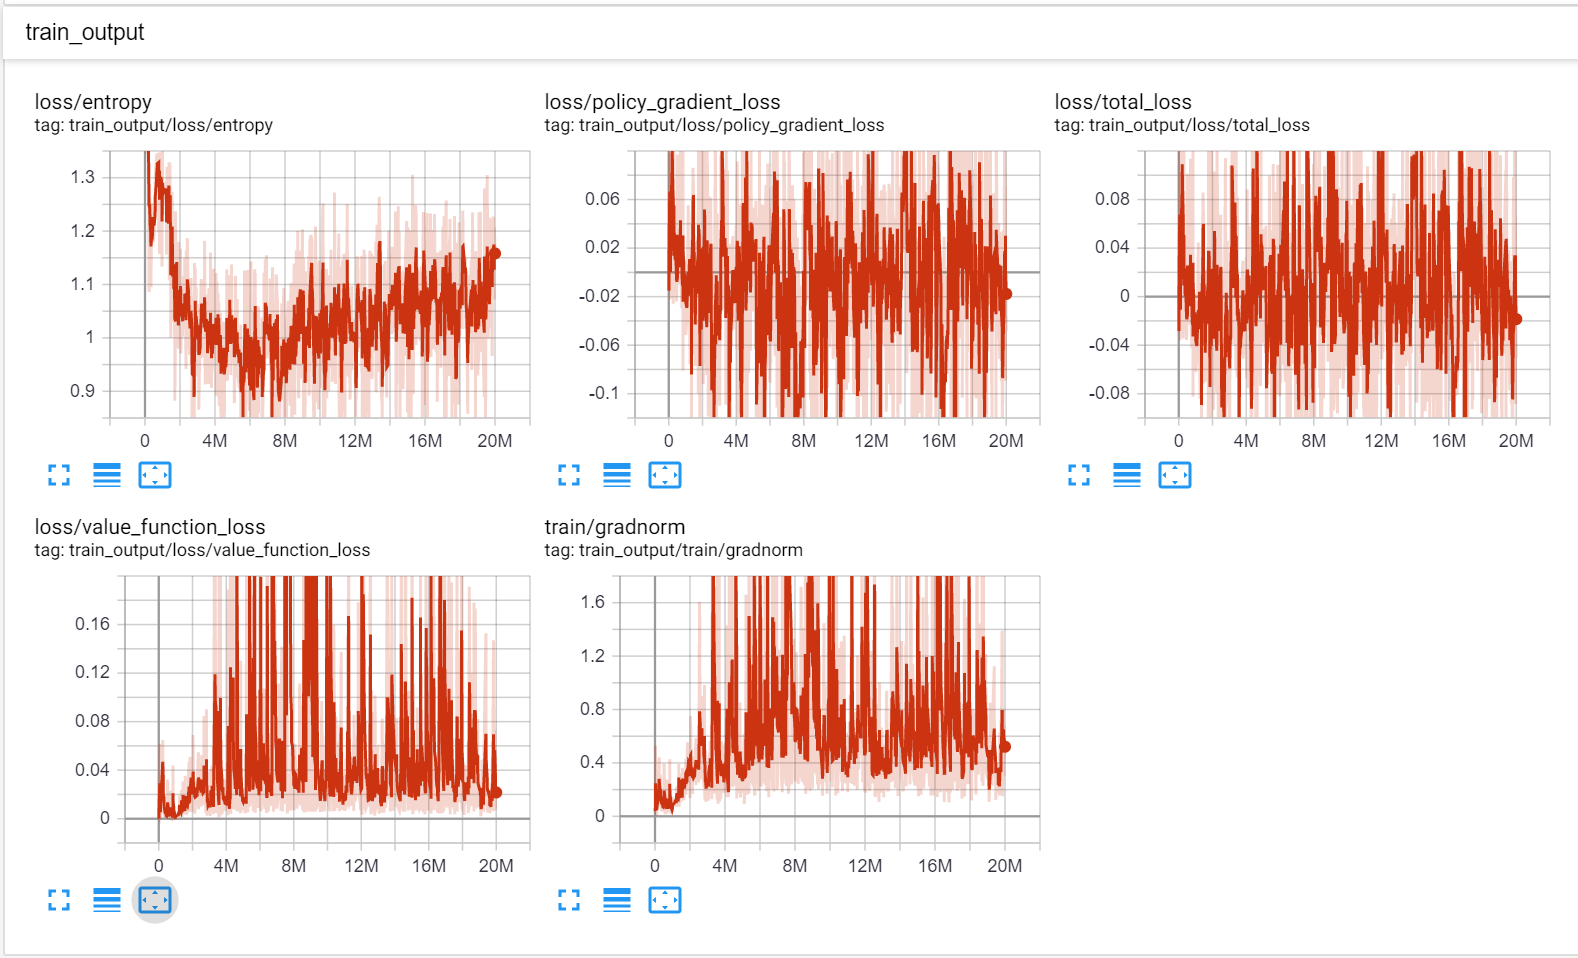 train_output
loss/entropy
tag: train_output/loss/entropy
1.3
1.2
1.1
1
0.9
0 4M 8M 12M 16M 20M
loss/policy_gradient_loss
tag: train_output/loss/policy_gradient_loss
0.06
0.02
-0.02
-0.06
-0.1
0 4M 8M 12M 16M 20M
loss/total_loss
tag: train_output/loss/total_loss
0.08
0.04
0
-0.04
-0.08
0 4M 8M 12M 16M 20M
loss/value_function_loss
tag: train_output/loss/value_function_loss
0.16
0.12
0.08
0.04
0
0 4M 8M 12M 16M 20M
train/gradnorm
tag: train_output/train/gradnorm
1.6
1.2
0.8
0.4
0
0 4M 8M 12M 16M 20M